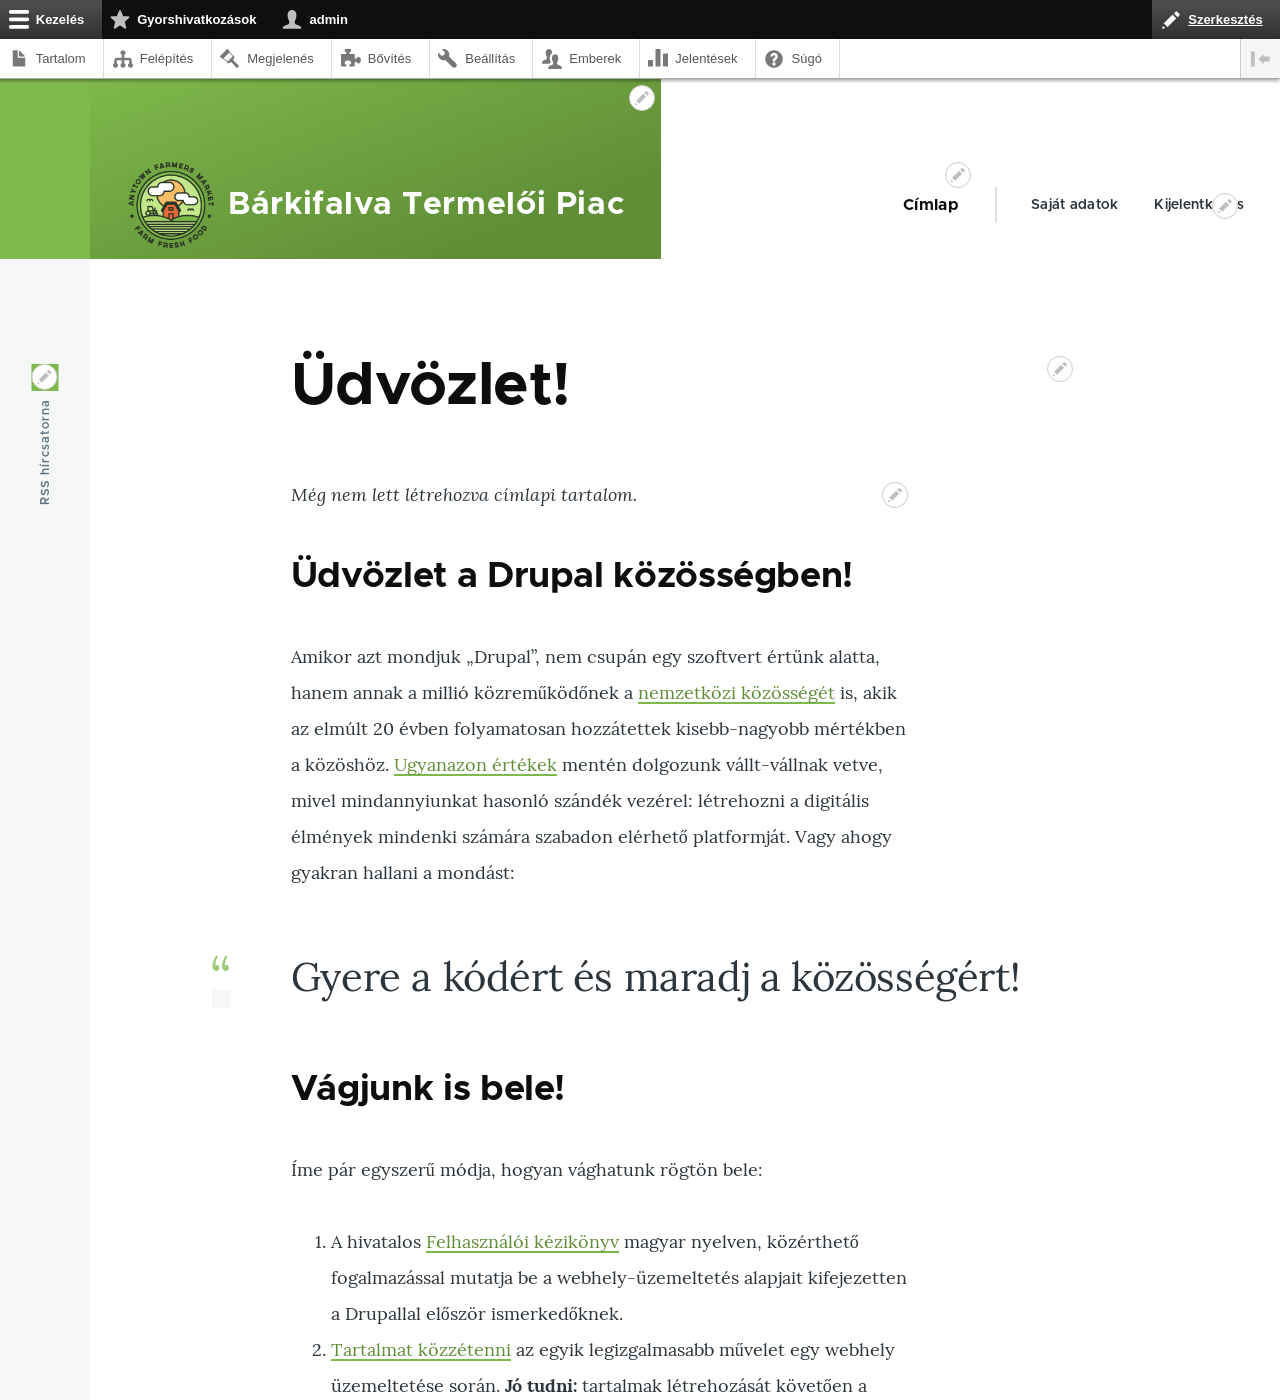 Kezelés Gyorshivatkozások admin Szerkesztés
Tartalom Felépítés Megjelenés Bővítés Beállítás Emberek Jelentések Súgó
ANYTOWN FARMERS MARKET
FARM FRESH FOOD
Bárkifalva Termelői Piac
Címlap Saját adatok
RSS hírcsatorna
Üdvözlet!
Még nem lett létrehozva címlapi tartalom.
Üdvözlet a Drupal közösségben!
Amikor azt mondjuk „Drupal”, nem csupán egy szoftvert értünk alatta,
hanem annak a millió közreműködőnek a nemzetközi közösségét is, akik
az elmúlt 20 évben folyamatosan hozzátettek kisebb-nagyobb mértékben
a közöshöz. Ugyanazon értékek mentén dolgozunk vállt-vállnak vetve,
mivel mindannyiunkat hasonló szándék vezérel: létrehozni a digitális
élmények mindenki számára szabadon elérhető platformját. Vagy ahogy
gyakran hallani a mondást:
“
Gyere a kódért és maradj a közösségért!
Vágjunk is bele!
Íme pár egyszerű módja, hogyan vághatunk rögtön bele:
1. A hivatalos Felhasználói kézikönyv magyar nyelven, közérthető
fogalmazással mutatja be a webhely-üzemeltetés alapjait kifejezetten
a Drupallal először ismerkedőknek.
2. Tartalmat közzétenni az egyik legizgalmasabb művelet egy webhely
üzemeltetése során. Jó tudni: tartalmak létrehozását követően a